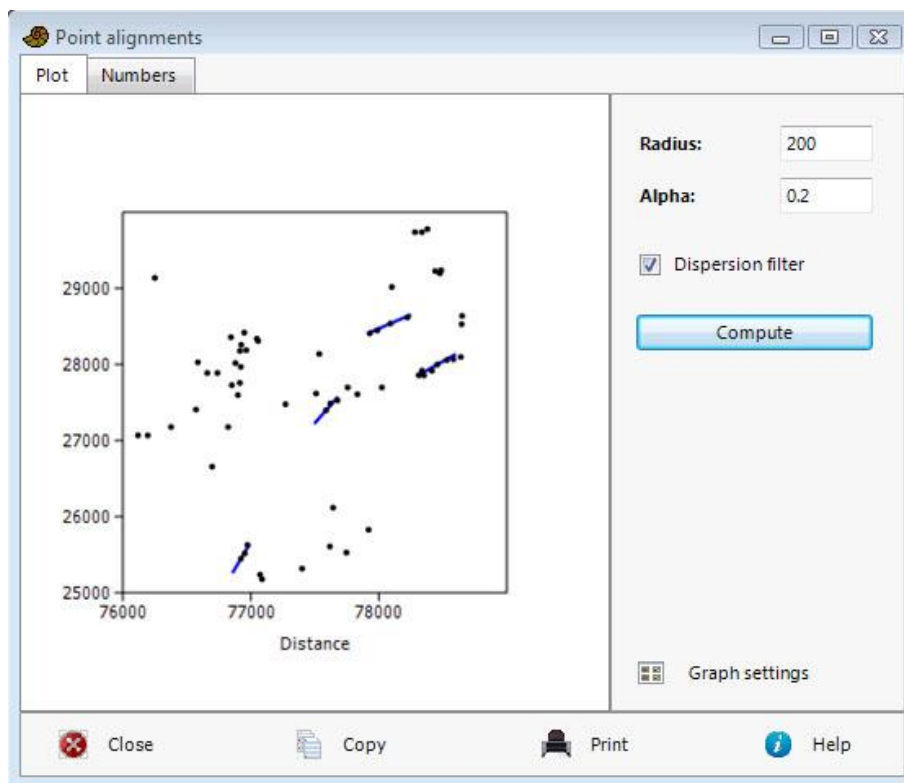 Point alignments
Plot Numbers
Radius: 200
Alpha: 0.2
Dispersion filter
Compute
29000
28000
27000
26000
25000
76000 77000 78000
Distance
Graph settings
Close Copy Print Help